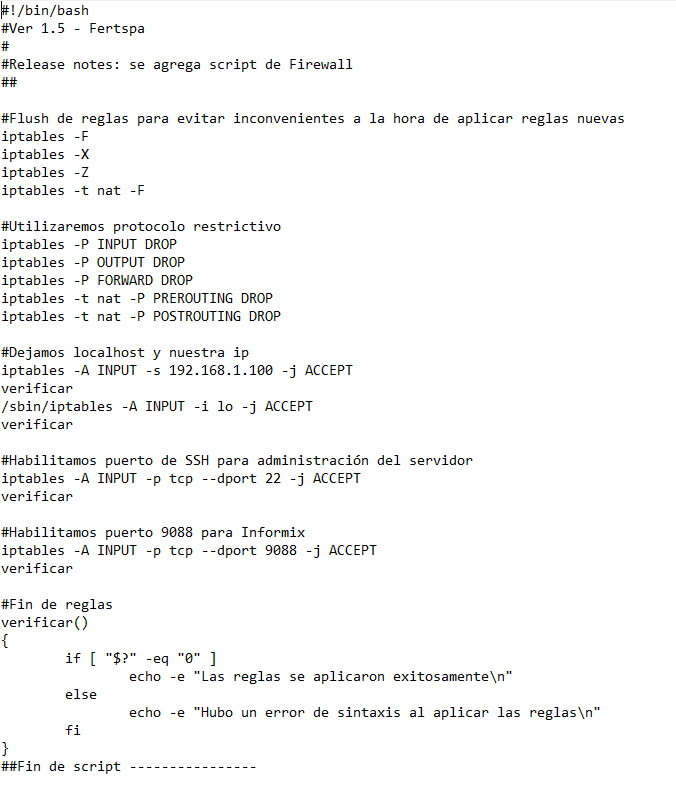 #!/bin/bash
#Ver 1.5 - Fertspa
#
#Release notes: se agrega script de Firewall
##
#Flush de reglas para evitar inconvenientes a la hora de aplicar reglas nuevas
iptables -F
iptables -X
iptables -Z
iptables -t nat -F
#Utilizaremos protocolo restrictivo
iptables -P INPUT DROP
iptables -P OUTPUT DROP
iptables -P FORWARD DROP
iptables -t nat -P PREROUTING DROP
iptables -t nat -P POSTROUTING DROP
#Dejamos localhost y nuestra ip
iptables -A INPUT -s 192.168.1.100 -j ACCEPT
verificar
/sbin/iptables -A INPUT -i lo -j ACCEPT
verificar
#Habilitamos puerto de SSH para administración del servidor
iptables -A INPUT -p tcp --dport 22 -j ACCEPT
verificar
#Habilitamos puerto 9088 para Informix
iptables -A INPUT -p tcp --dport 9088 -j ACCEPT
verificar
#Fin de reglas
verificar()
{
if [ "$?" -eq "0" ]
echo -e "Las reglas se aplicaron exitosamente\n"
else
echo -e "Hubo un error de sintaxis al aplicar las reglas\n"
fi
}
##Fin de script ----------------